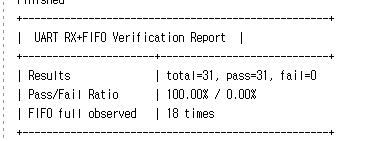 Finished
+--------------------------------------------+
|  UART RX+FIFO Verification Report  |
+-------------------+------------------------+
| Results | total=31, pass=31, fail=0
| Pass/Fail Ratio | 100.00% / 0.00%
| FIFO full observed | 18 times
+--------------------------------------------+